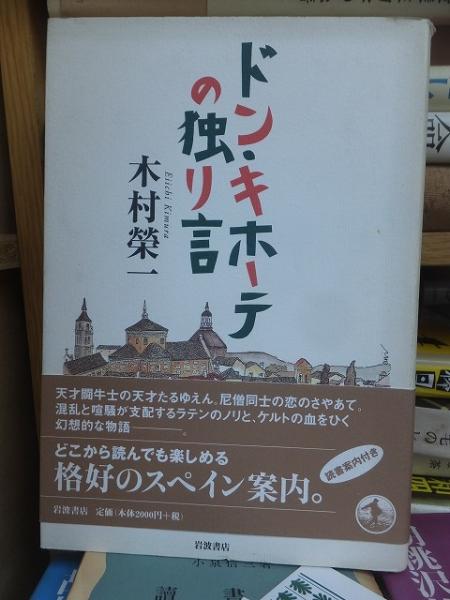 ドン・キホーテ
の独り言
木村榮一
Eiichi Kimura
天才闘牛士の天才たるゆえん。尼僧同士の恋のさやあて。
混乱と喧騒が支配するラテンのノリと、ケルトの血をひく
幻想的な物語———。
どこから読んでも楽しめる
格好のスペイン案内。
読書案内付き
岩波書店 定価(本体2000円+税)
岩波書店
讀書